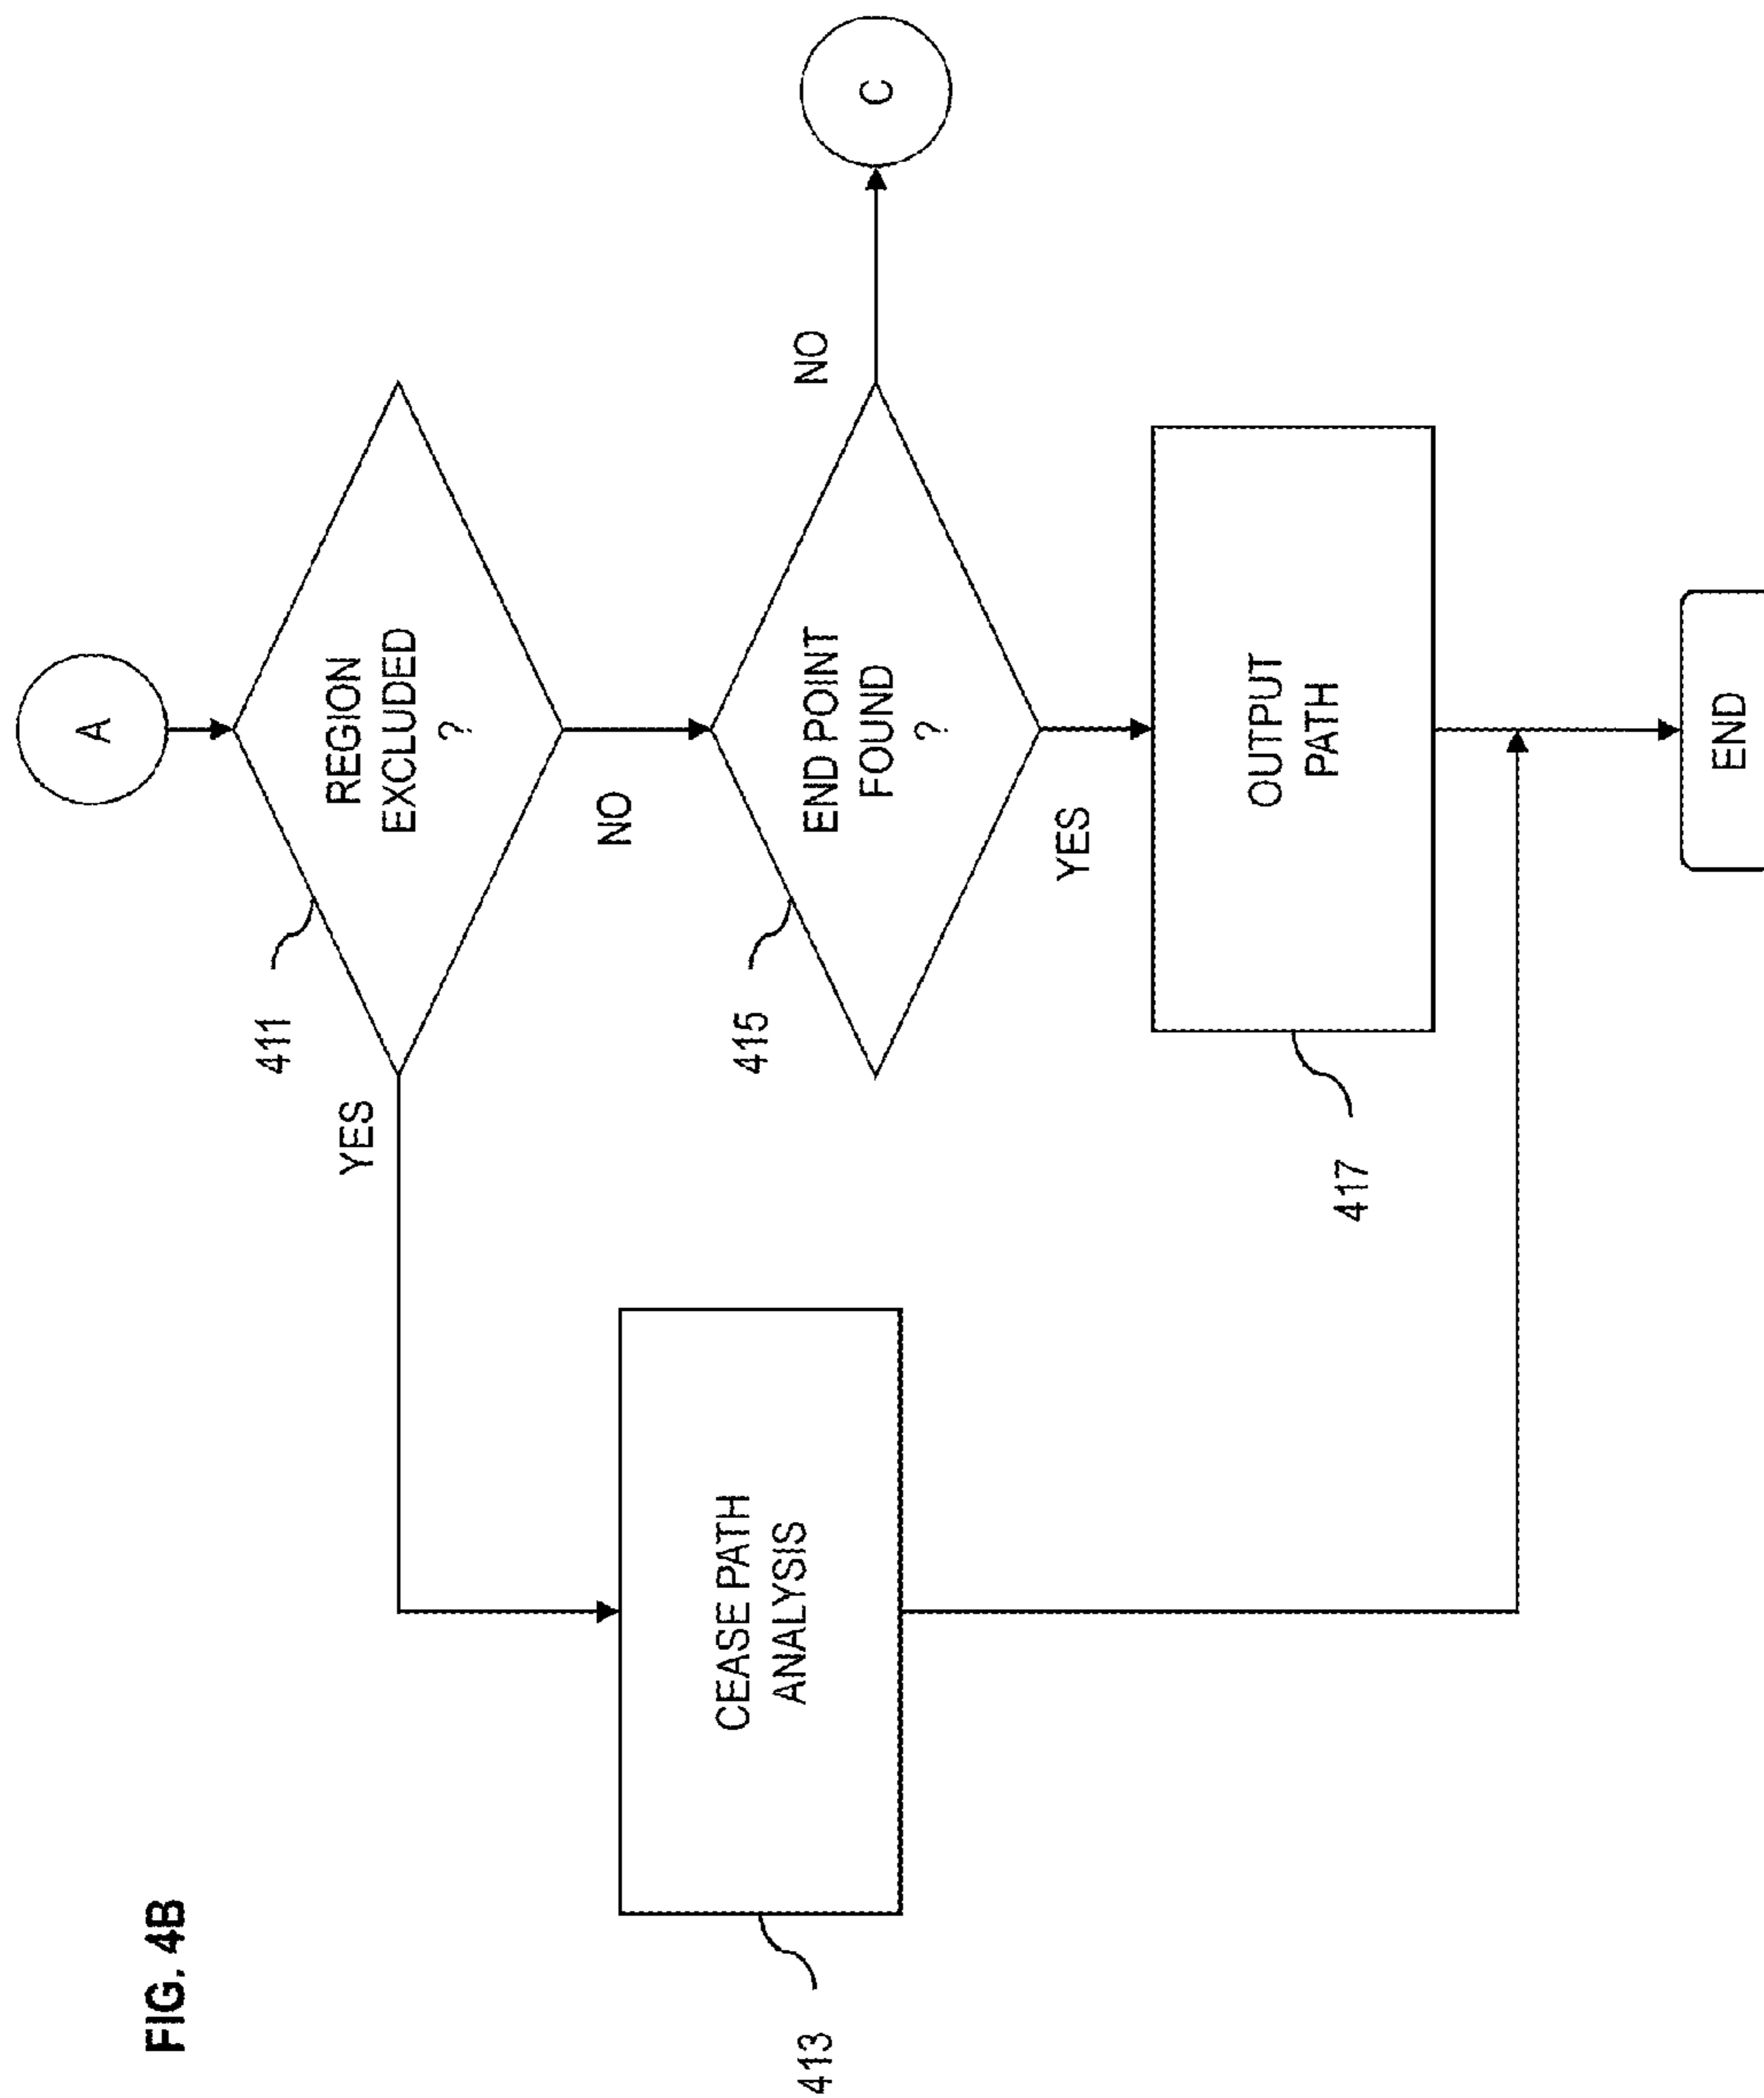 FIG. 4B
A
411
REGION
EXCLUDED
?
YES
NO
413
CEASE PATH
ANALYSIS
415
END POINT
FOUND
?
NO
C
YES
417
OUTPUT
PATH
END